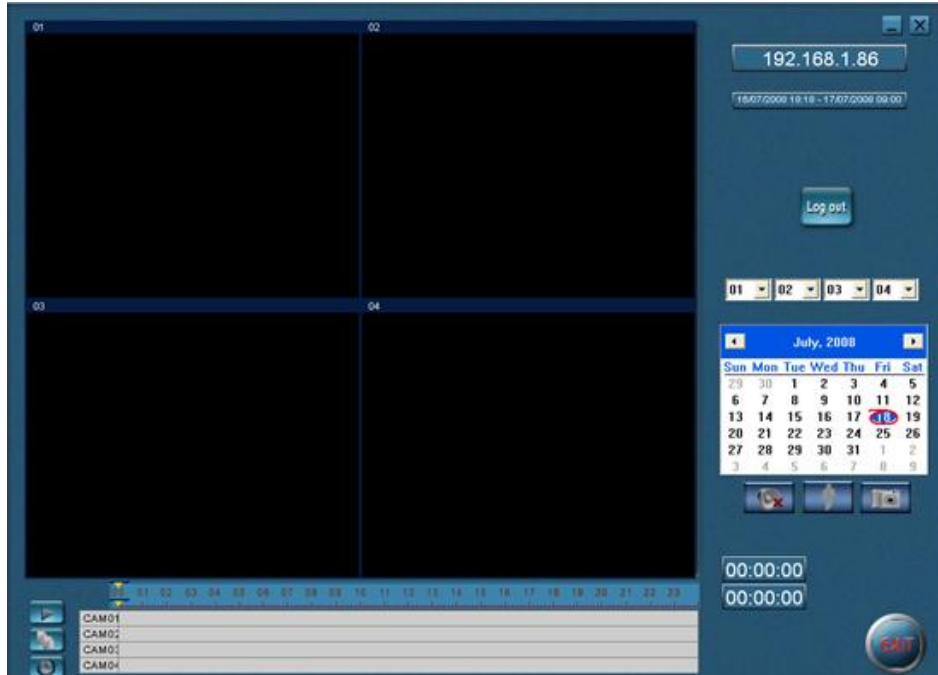 01 02
192.168.1.86
16/07/2008 18:18 - 17/07/2008 09:00
Log out
01 02 03 04
03 04
July, 2008
Sun Mon Tue Wed Thu Fri Sat
29 30 1 2 3 4 5
6 7 8 9 10 11 12
13 14 15 16 17 18 19
20 21 22 23 24 25 26
27 28 29 30 31 1 2
3 4 5 6 7 8 9
00:00:00
00:00:00
00 01 02 03 04 05 06 07 08 09 10 11 12 13 14 15 16 17 18 19 20 21 22 23
CAM01
CAM02
CAM03
CAM04
EXIT